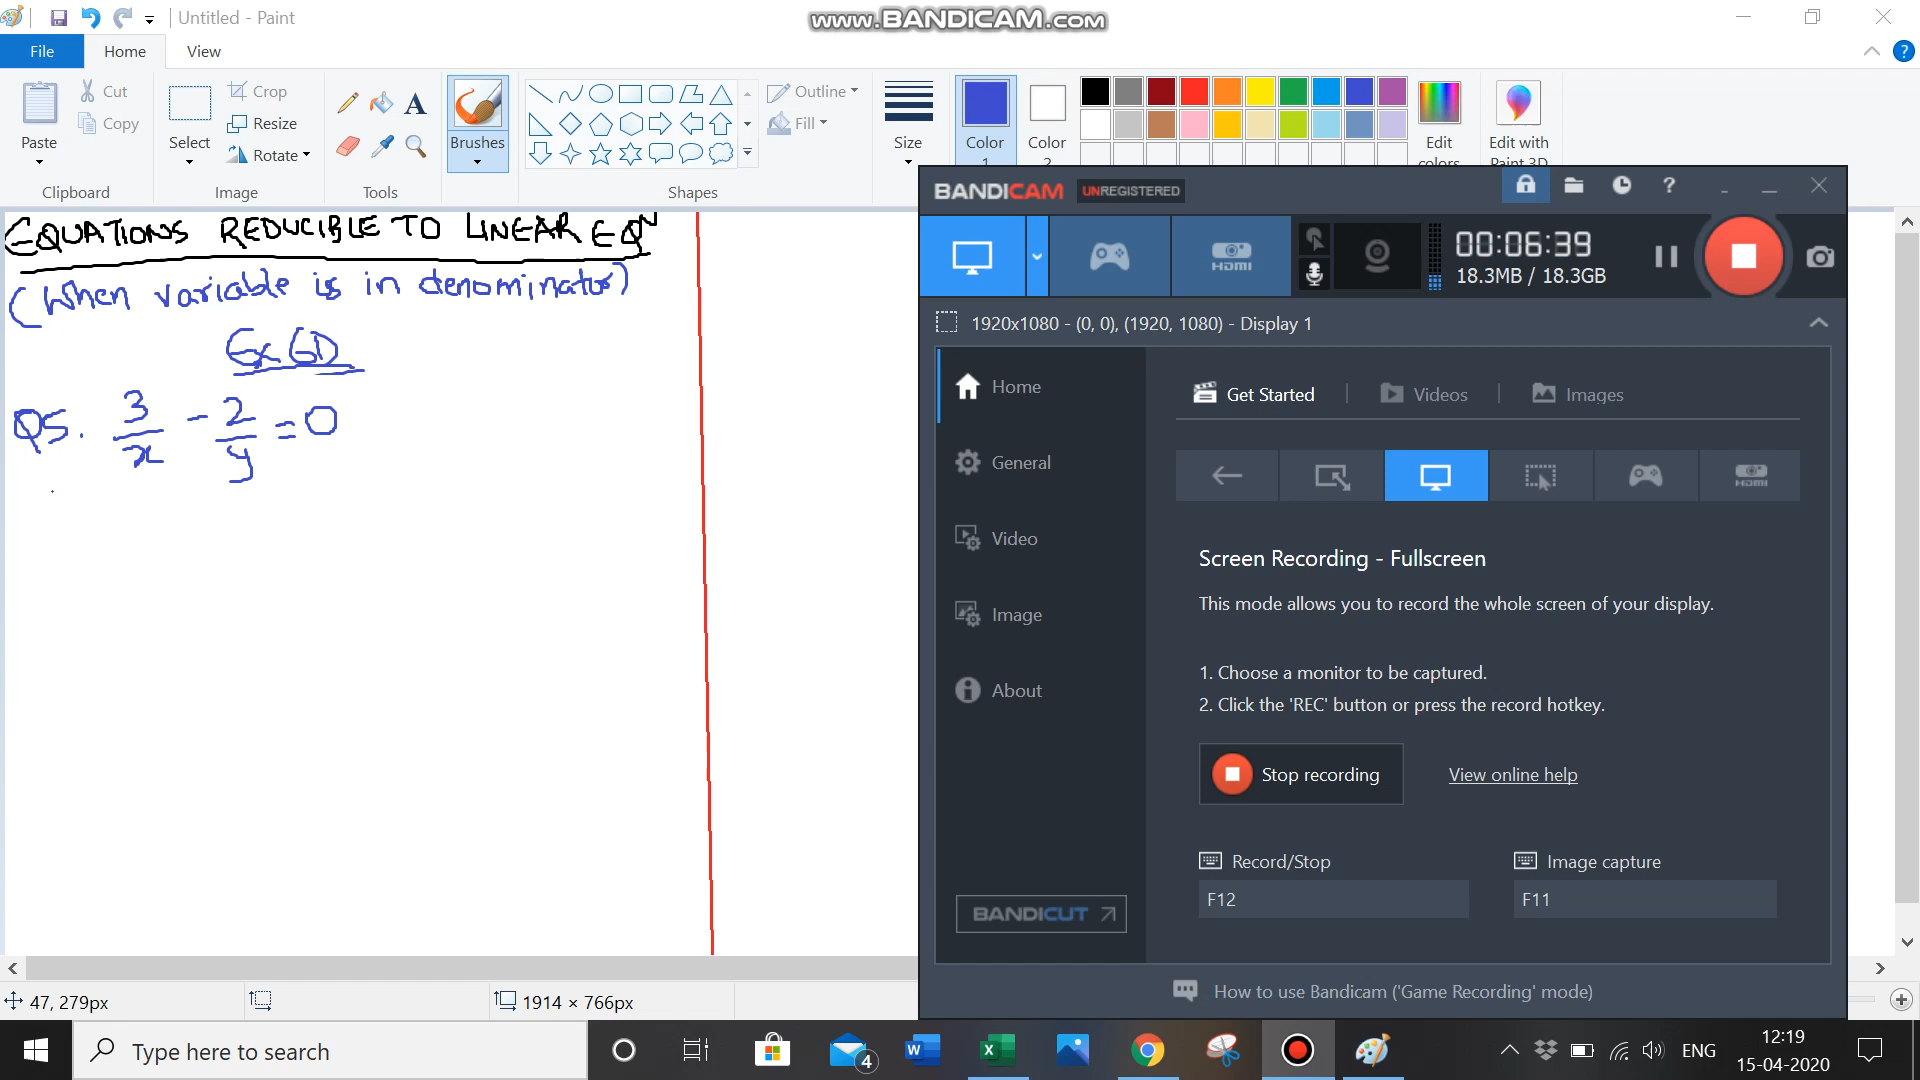 Untitled - Paint
www.BANDICAM.com
File Home View
Paste Cut Copy Clipboard
Select Crop Resize Rotate Image
Tools
Brushes
Outline Fill Shapes
Size
Color 1
Color 2
Edit colors
Edit with Paint 3D
EQUATIONS REDUCIBLE TO LINEAR EQN
(When variable is in denominator)
Ex 6D
Q5. 3/x - 2/y = 0
BANDICAM UNREGISTERED
HDMI
00:06:39
18.3MB / 18.3GB
1920x1080 - (0, 0), (1920, 1080) - Display 1
Home
General
Video
Image
About
BANDICUT
Get Started Videos Images
HDMI
Screen Recording - Fullscreen
This mode allows you to record the whole screen of your display.
1. Choose a monitor to be captured.
2. Click the 'REC' button or press the record hotkey.
Stop recording View online help
Record/Stop Image capture
F12 F11
How to use Bandicam ('Game Recording' mode)
47, 279px 1914 × 766px
Type here to search
4
ENG
12:19
15-04-2020